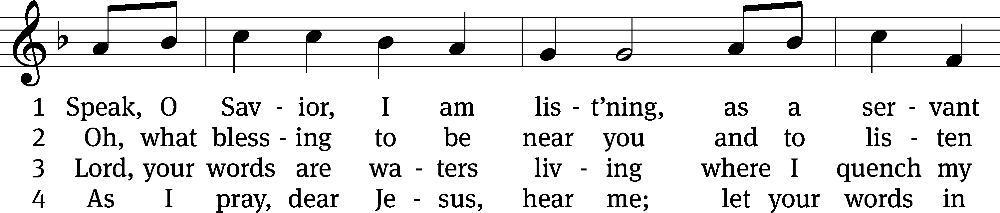 1 Speak, O Sav - ior, I am lis - t’ning, as a ser - vant
2 Oh, what bless - ing to be near you and to lis - ten
3 Lord, your words are wa - ters liv - ing where I quench my
4 As I pray, dear Je - sus, hear me; let your words in